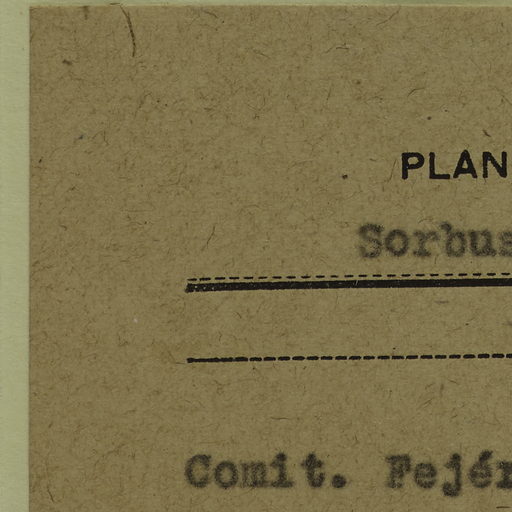 PLAN
Sorbus
Comit. Fejér